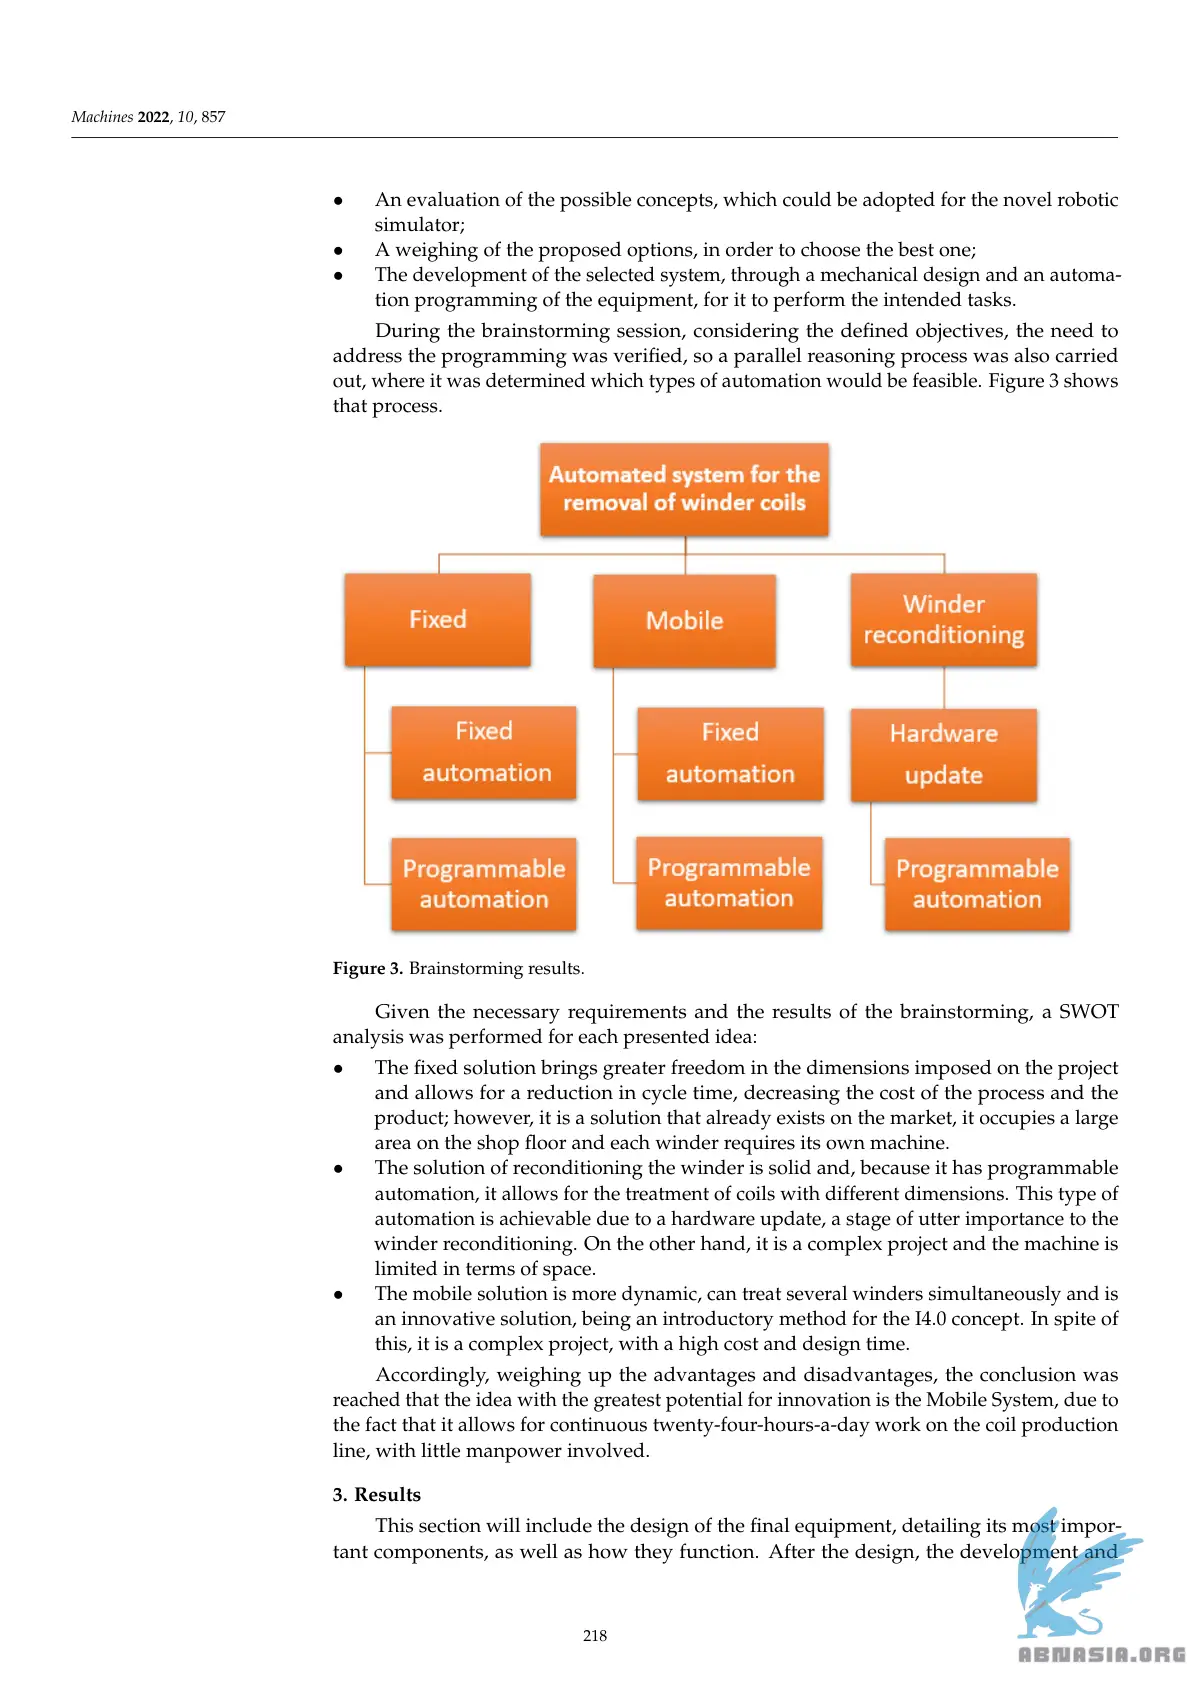 Machines 2022, 10, 857
• An evaluation of the possible concepts, which could be adopted for the novel robotic
simulator;
• A weighing of the proposed options, in order to choose the best one;
• The development of the selected system, through a mechanical design and an automa-
tion programming of the equipment, for it to perform the intended tasks.
During the brainstorming session, considering the defined objectives, the need to
address the programming was verified, so a parallel reasoning process was also carried
out, where it was determined which types of automation would be feasible. Figure 3 shows
that process.
Automated system for the
removal of winder coils
Fixed
Mobile
Winder
reconditioning
Fixed
automation
Fixed
automation
Hardware
update
Programmable
automation
Programmable
automation
Programmable
automation
Figure 3. Brainstorming results.
Given the necessary requirements and the results of the brainstorming, a SWOT
analysis was performed for each presented idea:
• The fixed solution brings greater freedom in the dimensions imposed on the project
and allows for a reduction in cycle time, decreasing the cost of the process and the
product; however, it is a solution that already exists on the market, it occupies a large
area on the shop floor and each winder requires its own machine.
• The solution of reconditioning the winder is solid and, because it has programmable
automation, it allows for the treatment of coils with different dimensions. This type of
automation is achievable due to a hardware update, a stage of utter importance to the
winder reconditioning. On the other hand, it is a complex project and the machine is
limited in terms of space.
• The mobile solution is more dynamic, can treat several winders simultaneously and is
an innovative solution, being an introductory method for the I4.0 concept. In spite of
this, it is a complex project, with a high cost and design time.
Accordingly, weighing up the advantages and disadvantages, the conclusion was
reached that the idea with the greatest potential for innovation is the Mobile System, due to
the fact that it allows for continuous twenty-four-hours-a-day work on the coil production
line, with little manpower involved.
3. Results
This section will include the design of the final equipment, detailing its most impor-
tant components, as well as how they function. After the design, the development and
218
ABNASIA.ORG